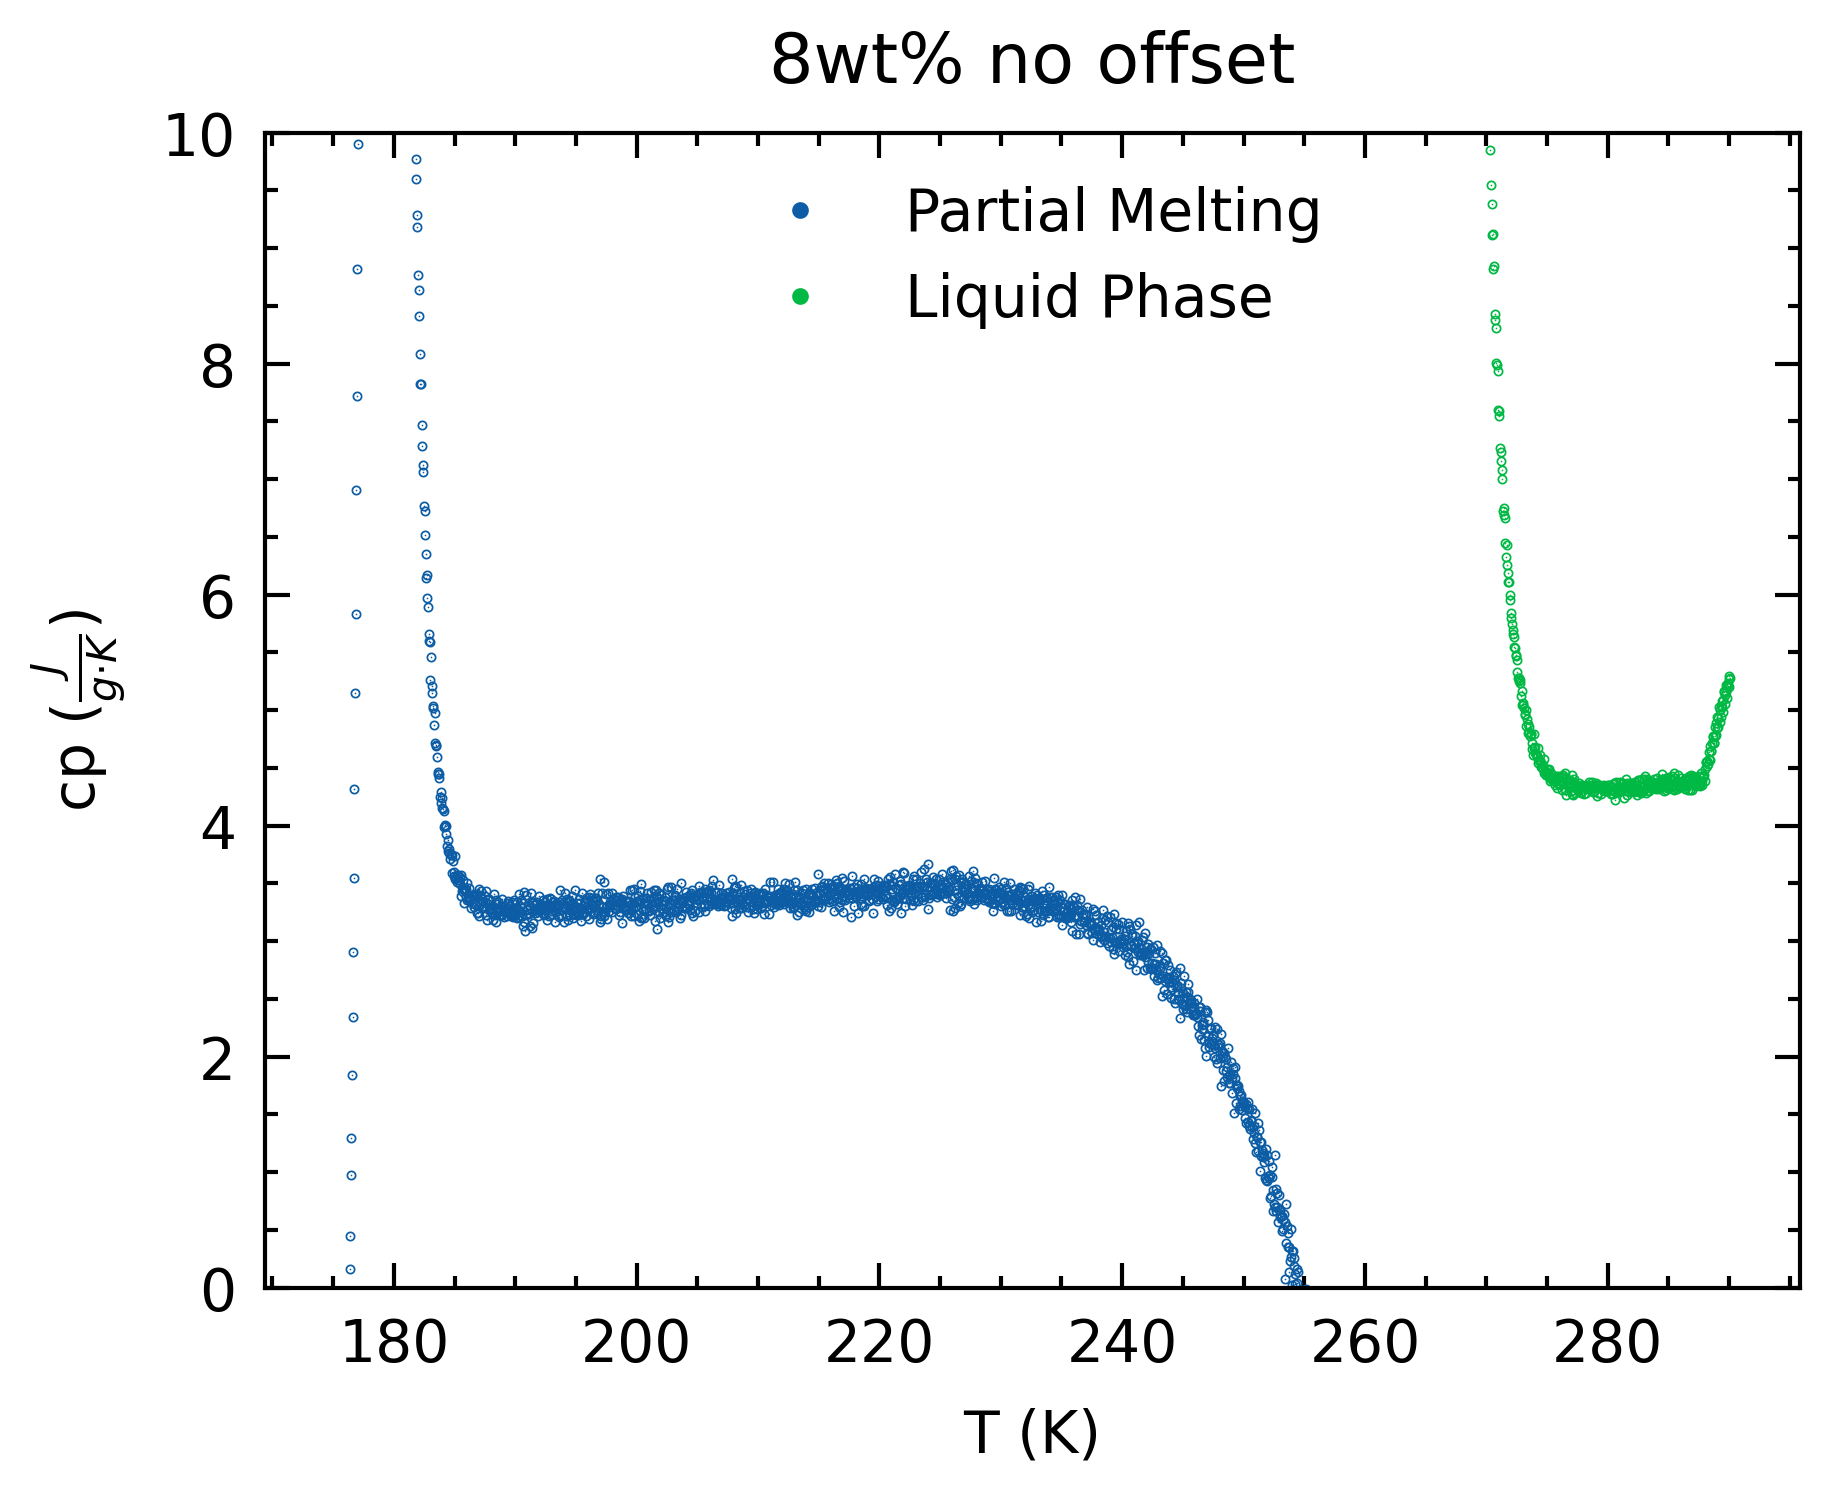 8wt% no offset
10
8
6
4
2
0
cp (J/g·K)
Partial Melting
Liquid Phase
180 200 220 240 260 280
T (K)